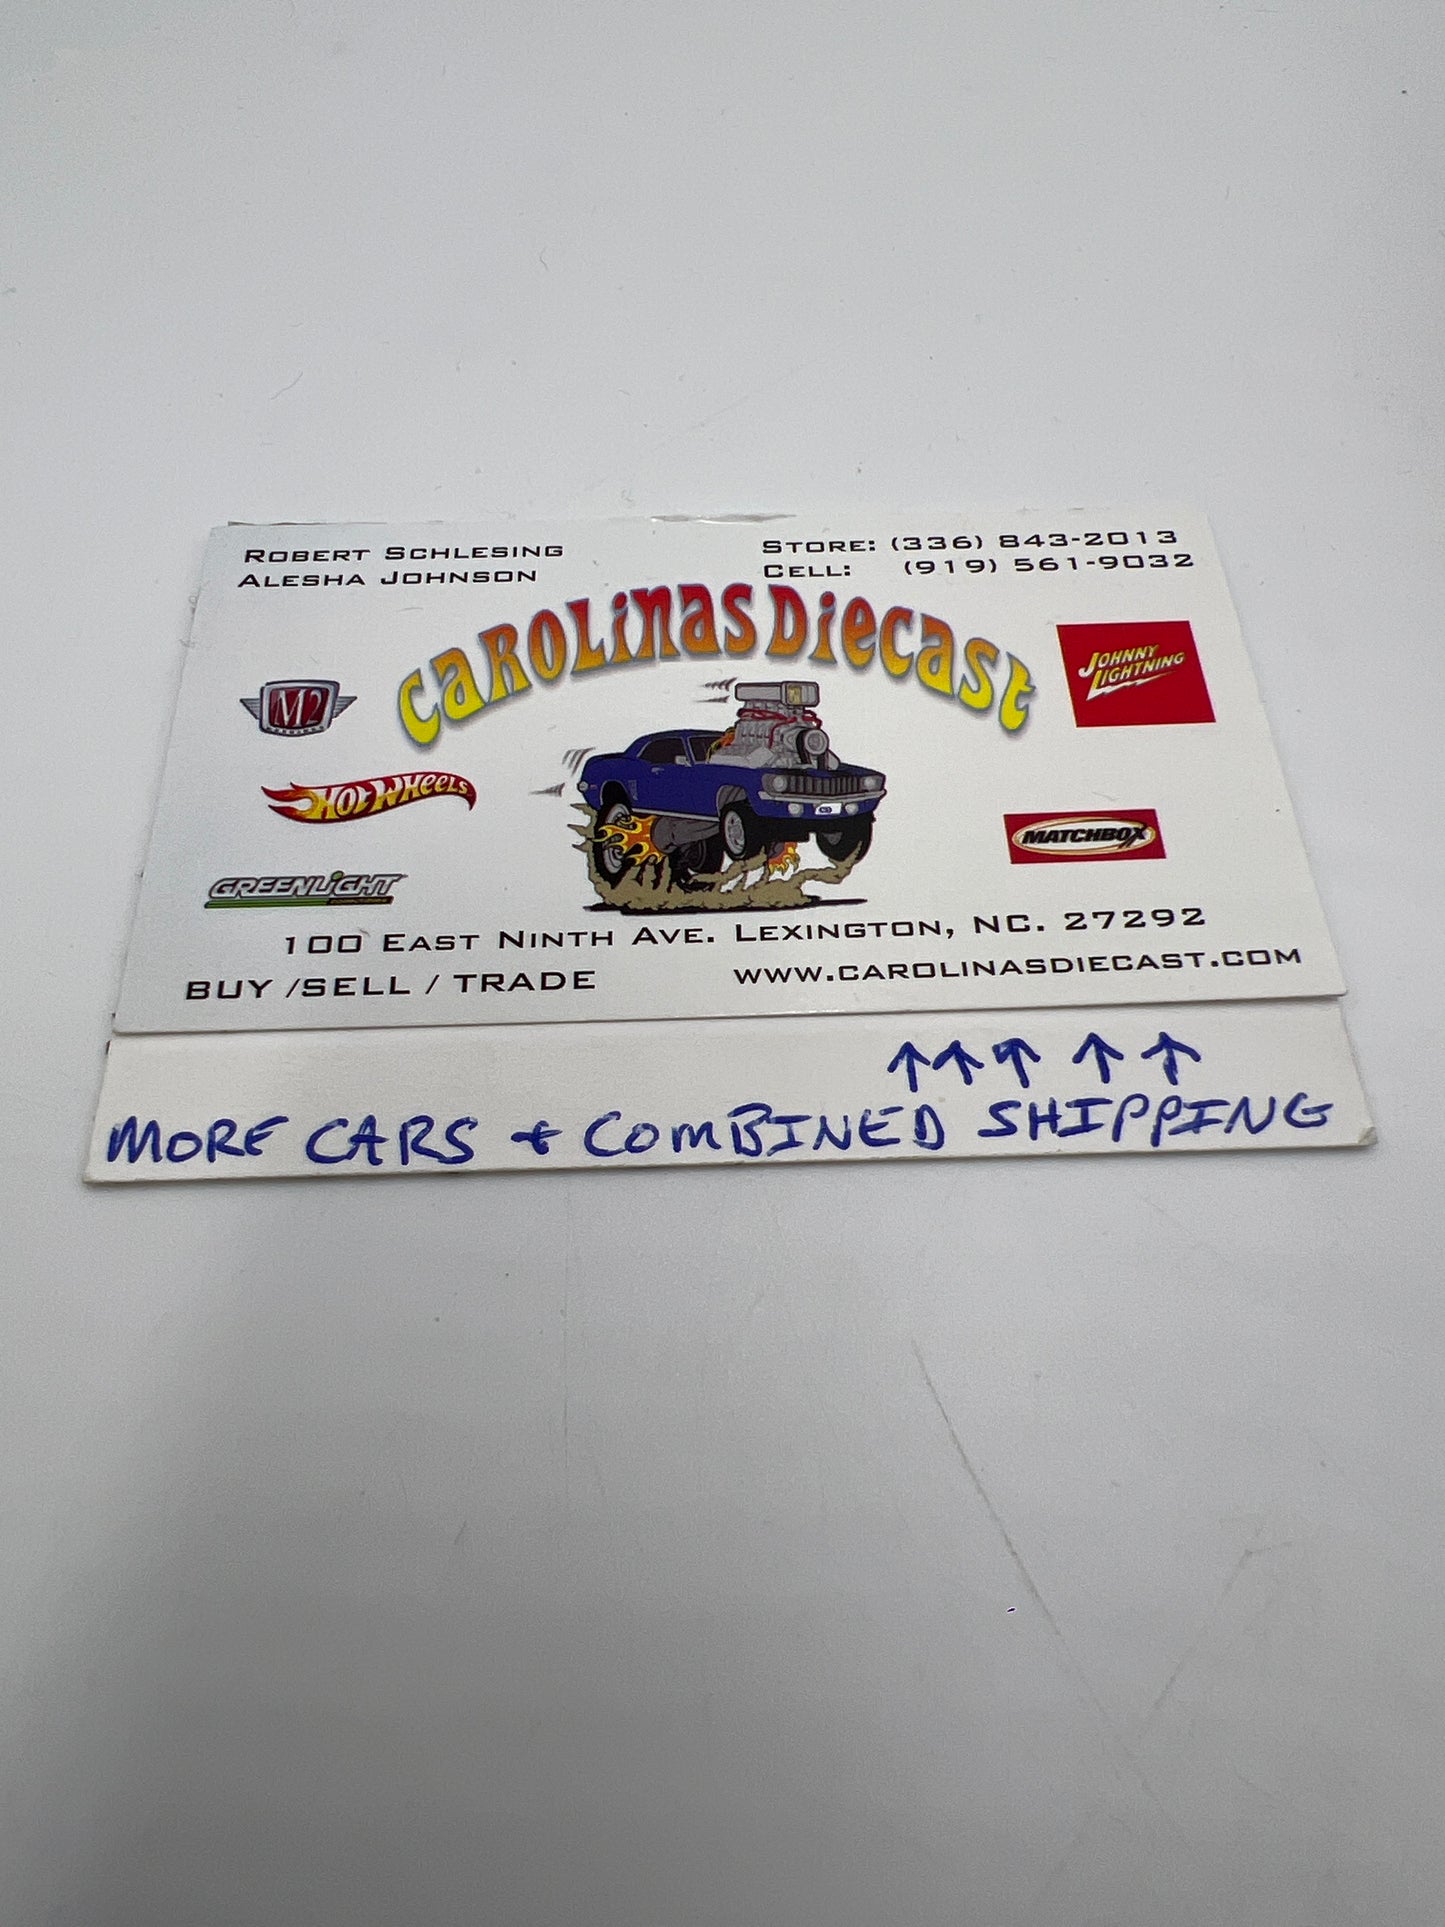 ROBERT SCHLESING
ALESHA JOHNSON
STORE: (336) 843-2013
CELL: (919) 561-9032
CAROLINAS DIECAST
M2
JOHNNY LIGHTNING
HOT WHEELS
MATCHBOX
GREENLIGHT
100 EAST NINTH AVE. LEXINGTON, NC. 27292
BUY /SELL / TRADE
WWW.CAROLINASDIECAST.COM
↑ ↑ ↑ ↑ ↑
MORE CARS + COMBINED SHIPPING